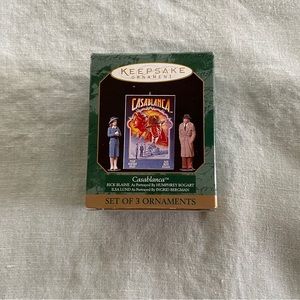 KEEPSAKE
ORNAMENT
CASABLANCA
Casablanca™
RICK BLAINE As Portrayed By HUMPHREY BOGART
ILSA LUND As Portrayed By INGRID BERGMAN
SET OF 3 ORNAMENTS